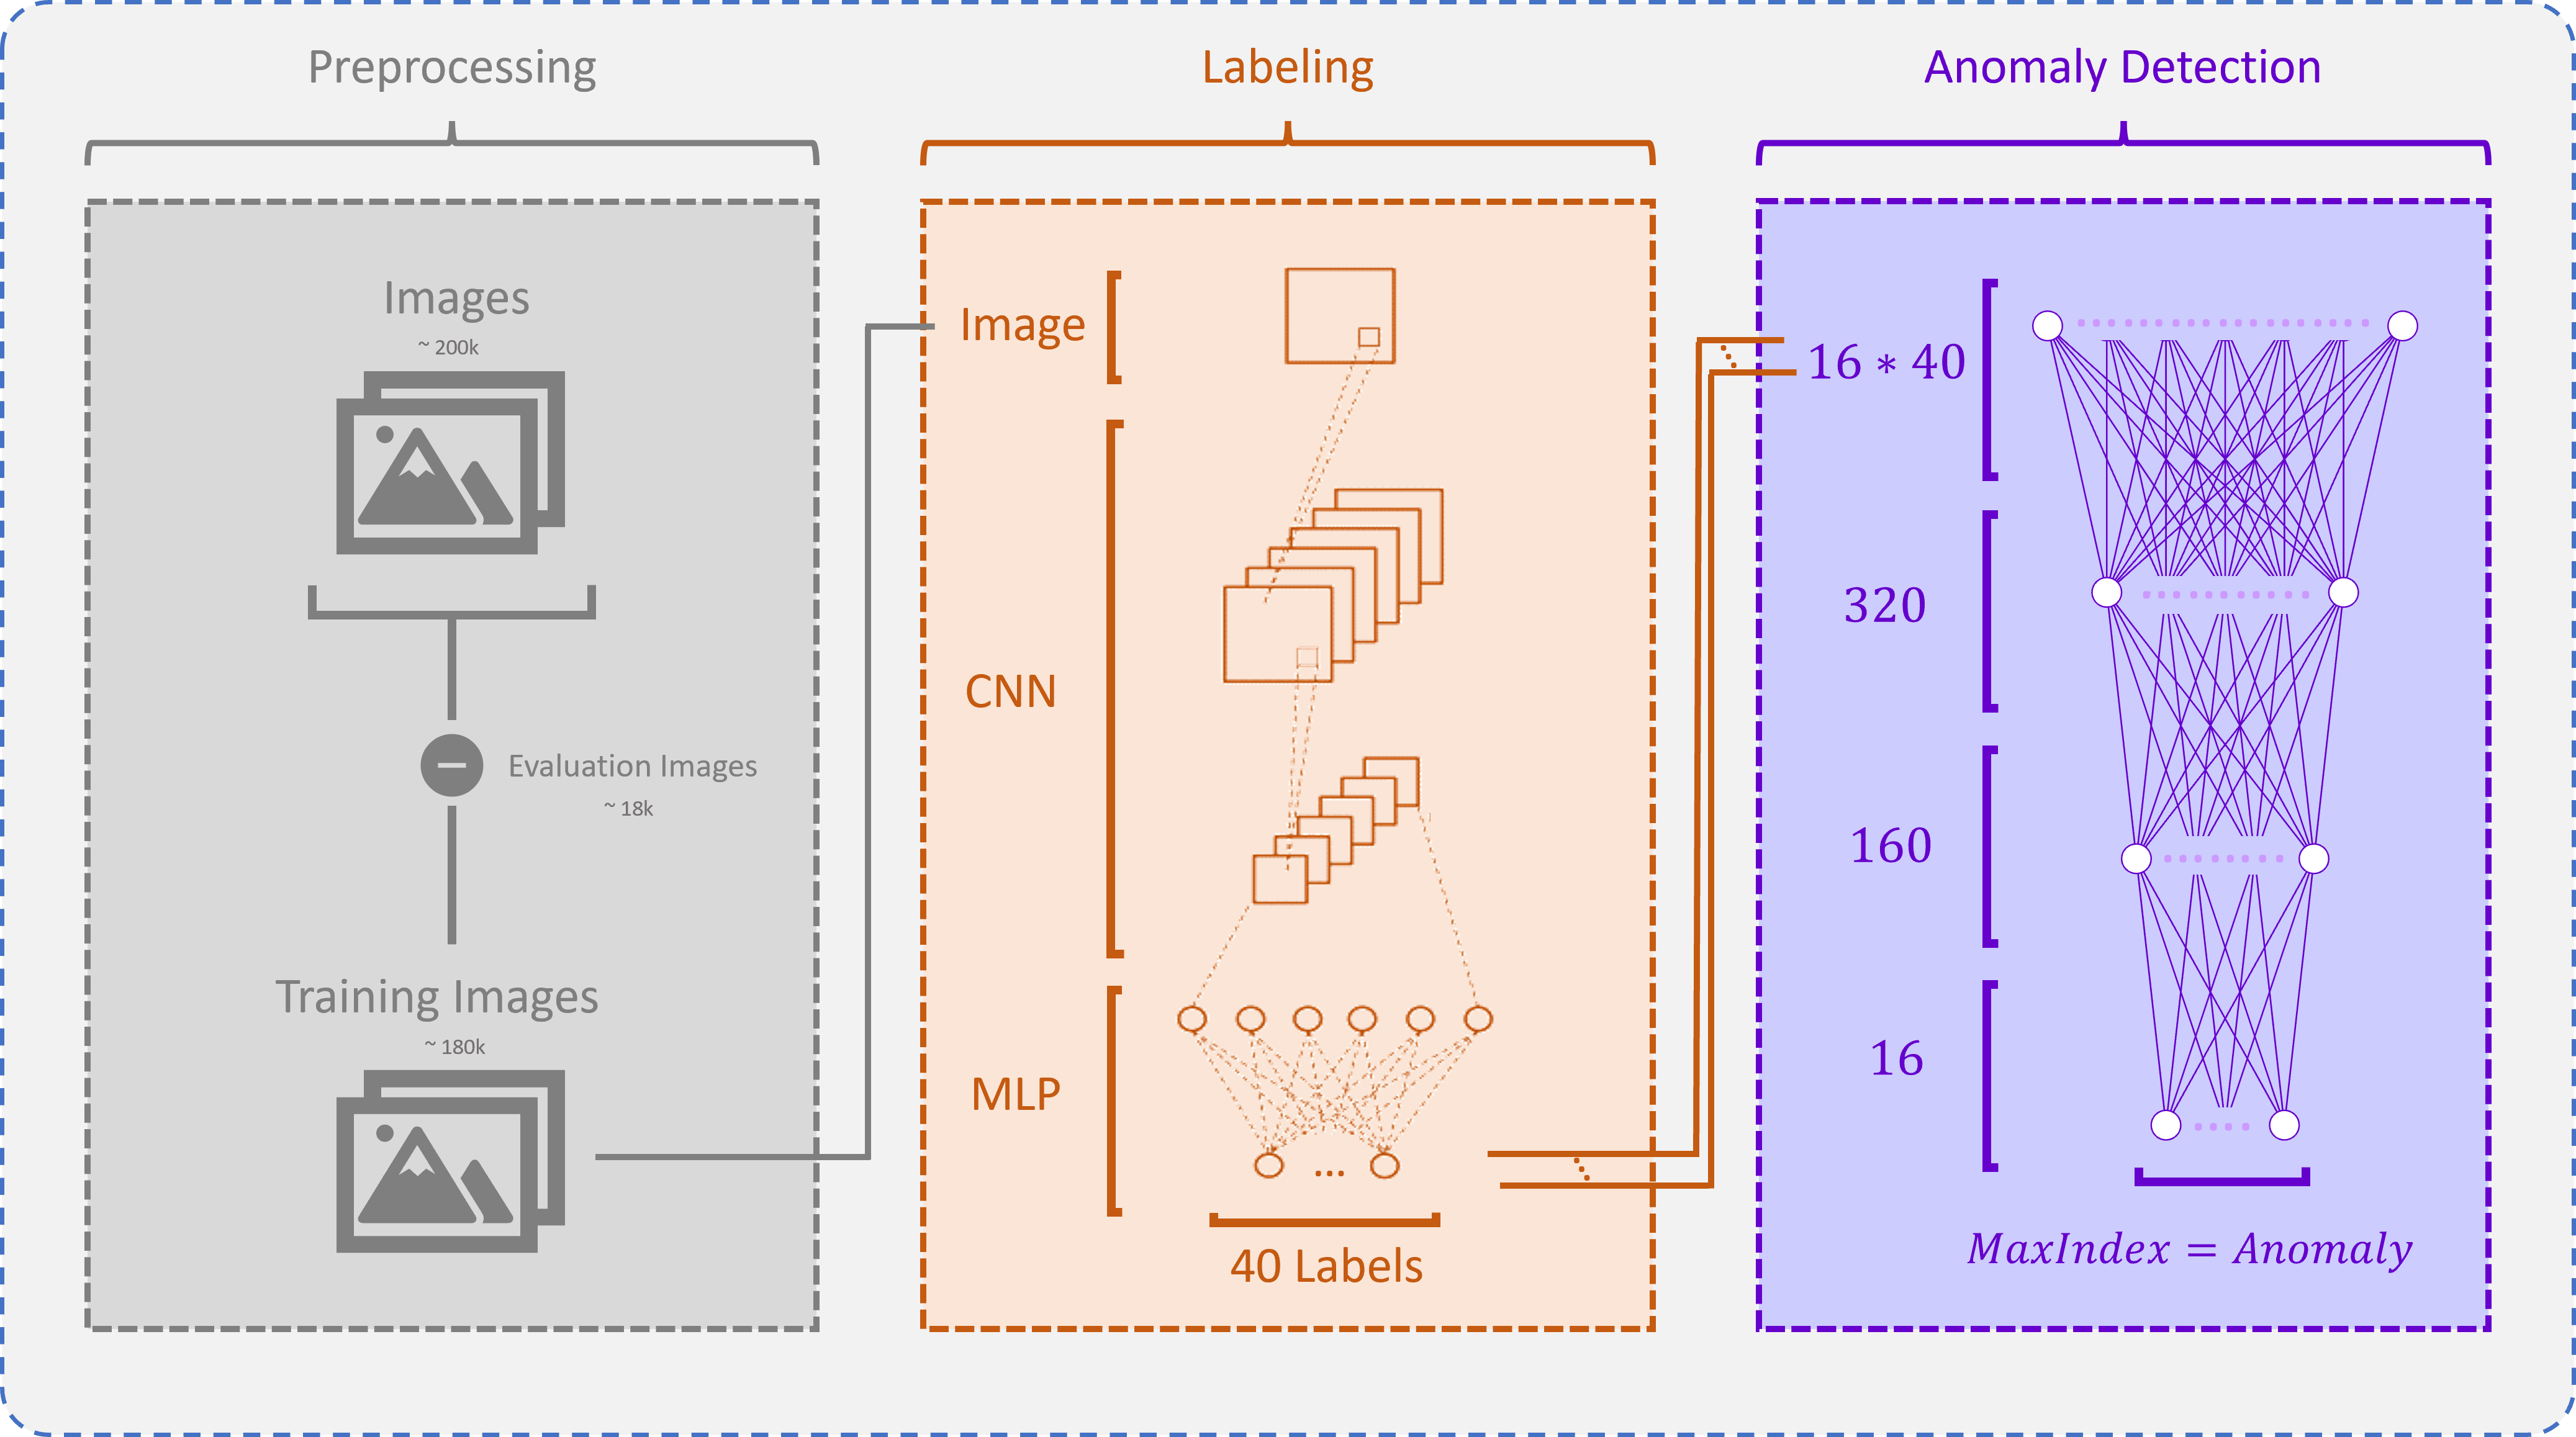 Preprocessing
Images
~ 200k
Evaluation Images
~ 18k
Training Images
~ 180k
Labeling
Image
CNN
MLP
...
40 Labels
Anomaly Detection
16 * 40
320
160
16
MaxIndex = Anomaly